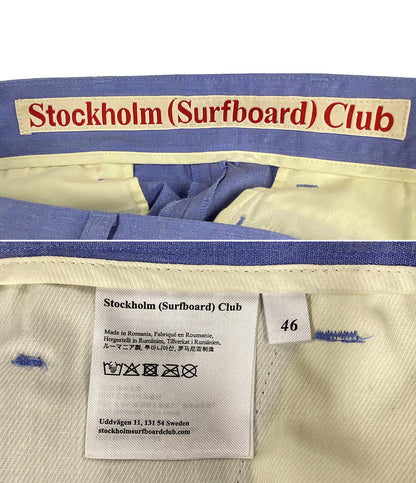 Stockholm (Surfboard) Club
Stockholm (Surfboard) Club
46
Made in Romania, Fabriqué en Roumanie,
Hergestellt in Rumänien, Tillverkat i Rumänien,
ルーマニア製, 루마니아산, 罗马尼亚制造
Uddvägen 11, 131 54 Sweden
stockholmsurfboardclub.com